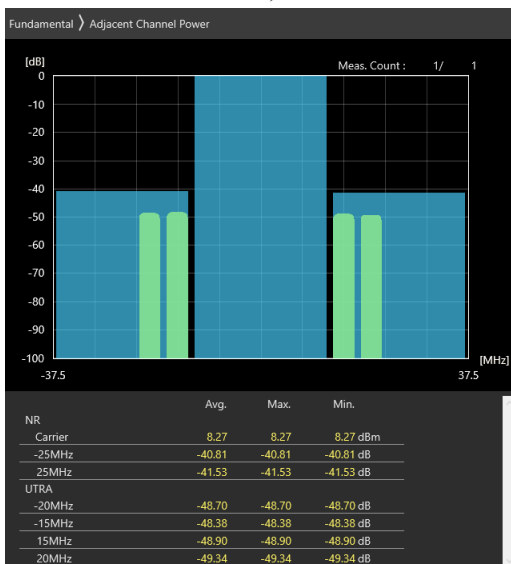 Fundamental 〉 Adjacent Channel Power
[dB]
Meas. Count : 1/ 1
0
-10
-20
-30
-40
-50
-60
-70
-80
-90
-100
[MHz]
-37.5 37.5
Avg. Max. Min.
NR
Carrier 8.27 8.27 8.27 dBm
-25MHz -40.81 -40.81 -40.81 dB
25MHz -41.53 -41.53 -41.53 dB
UTRA
-20MHz -48.70 -48.70 -48.70 dB
-15MHz -48.38 -48.38 -48.38 dB
15MHz -48.90 -48.90 -48.90 dB
20MHz -49.34 -49.34 -49.34 dB